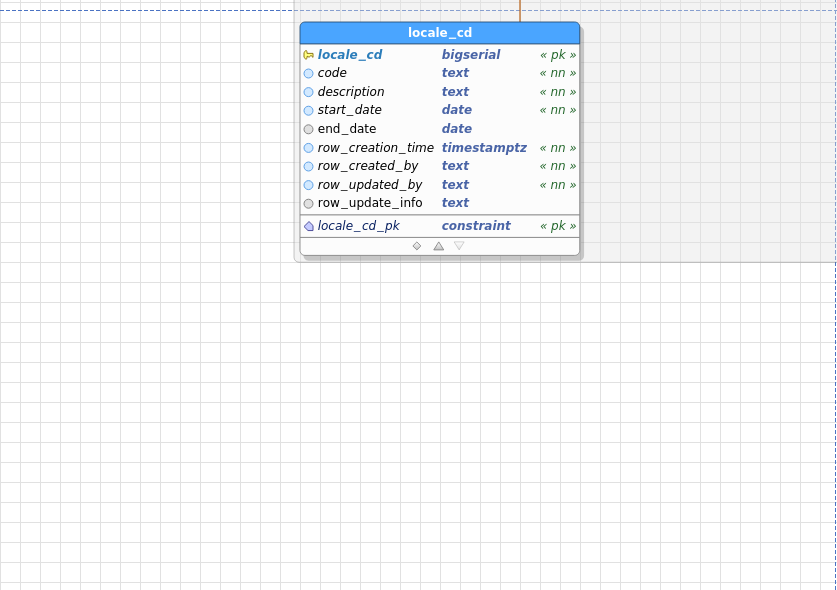 locale_cd
locale_cd bigserial « pk »
code text « nn »
description text « nn »
start_date date « nn »
end_date date
row_creation_time timestamptz « nn »
row_created_by text « nn »
row_updated_by text « nn »
row_update_info text
locale_cd_pk constraint « pk »